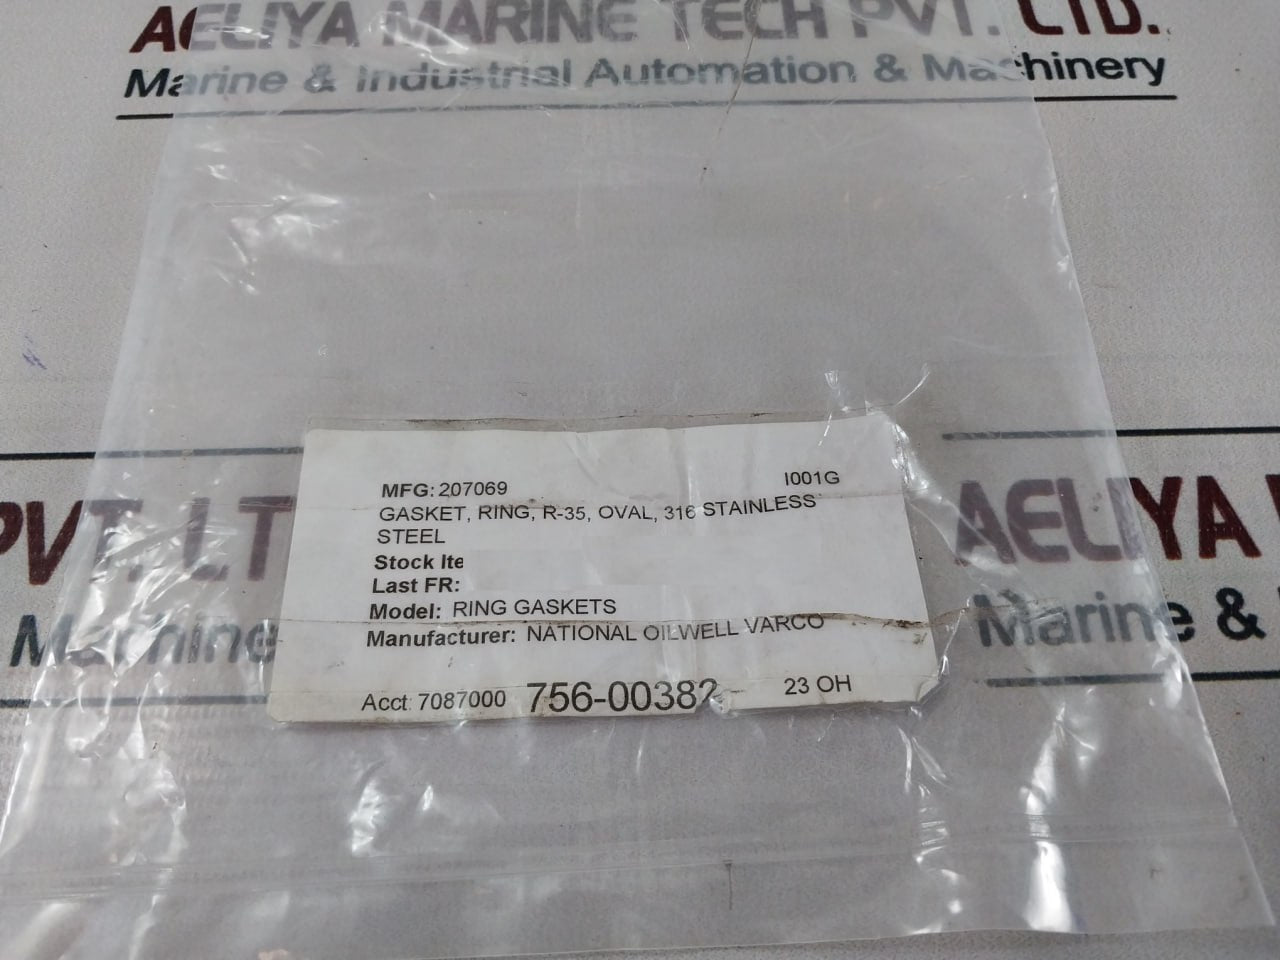 AELIYA MARINE TECH PVT. LTD.
Marine & Industrial Automation & Machinery
MFG: 207069 I001G
GASKET, RING, R-35, OVAL, 316 STAINLESS
STEEL
Stock Ite
Last FR:
Model: RING GASKETS
Manufacturer: NATIONAL OILWELL VARCO
Acct: 7087000 756-00382 23 OH
PVT. LT
Machine
AELIYA
Marine &